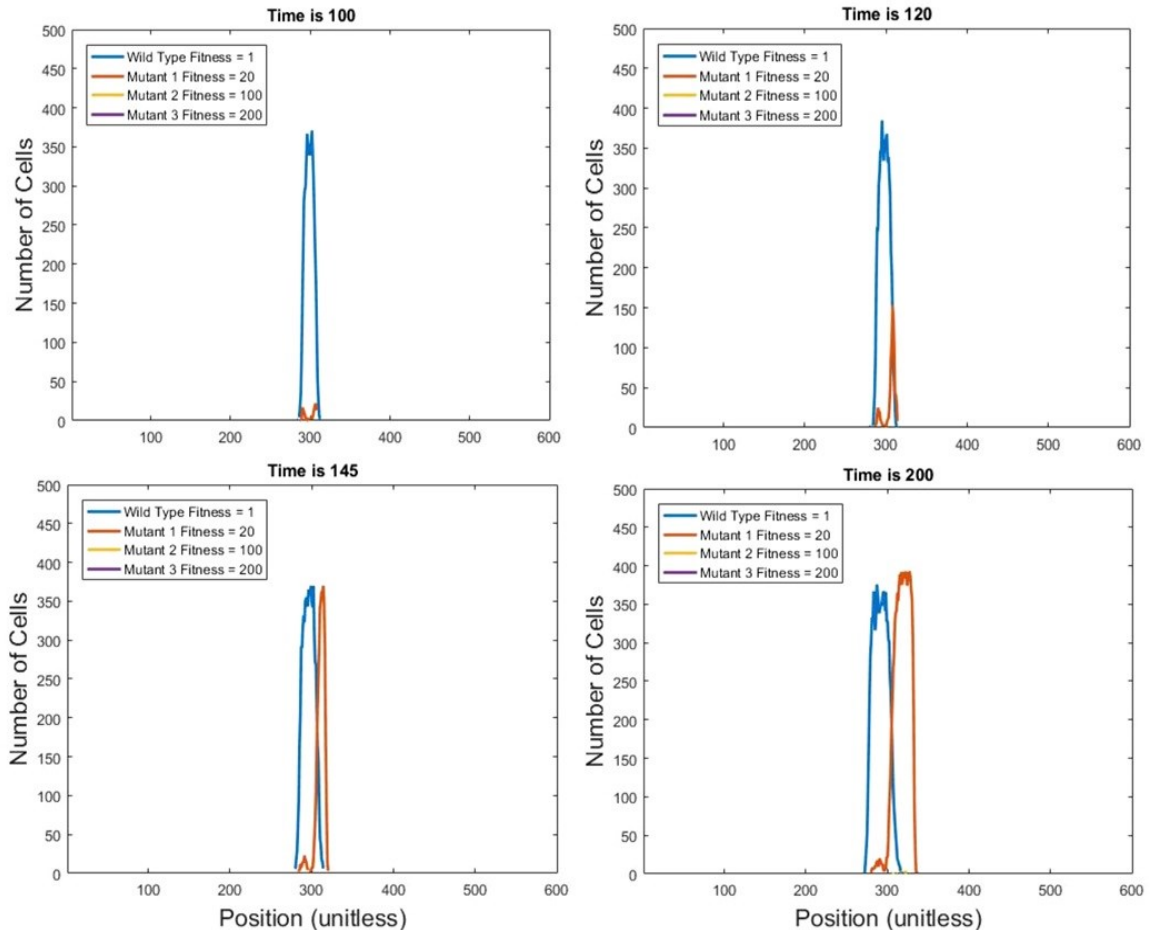 Time is 100
500
450
400
350
300
250
200
150
100
50
0
Number of Cells
Wild Type Fitness = 1
Mutant 1 Fitness = 20
Mutant 2 Fitness = 100
Mutant 3 Fitness = 200
100 200 300 400 500 600
Time is 120
500
450
400
350
300
250
200
150
100
50
0
Number of Cells
Wild Type Fitness = 1
Mutant 1 Fitness = 20
Mutant 2 Fitness = 100
Mutant 3 Fitness = 200
100 200 300 400 500 600
Time is 145
500
450
400
350
300
250
200
150
100
50
0
Number of Cells
Wild Type Fitness = 1
Mutant 1 Fitness = 20
Mutant 2 Fitness = 100
Mutant 3 Fitness = 200
100 200 300 400 500 600
Position (unitless)
Time is 200
500
450
400
350
300
250
200
150
100
50
0
Number of Cells
Wild Type Fitness = 1
Mutant 1 Fitness = 20
Mutant 2 Fitness = 100
Mutant 3 Fitness = 200
100 200 300 400 500 600
Position (unitless)